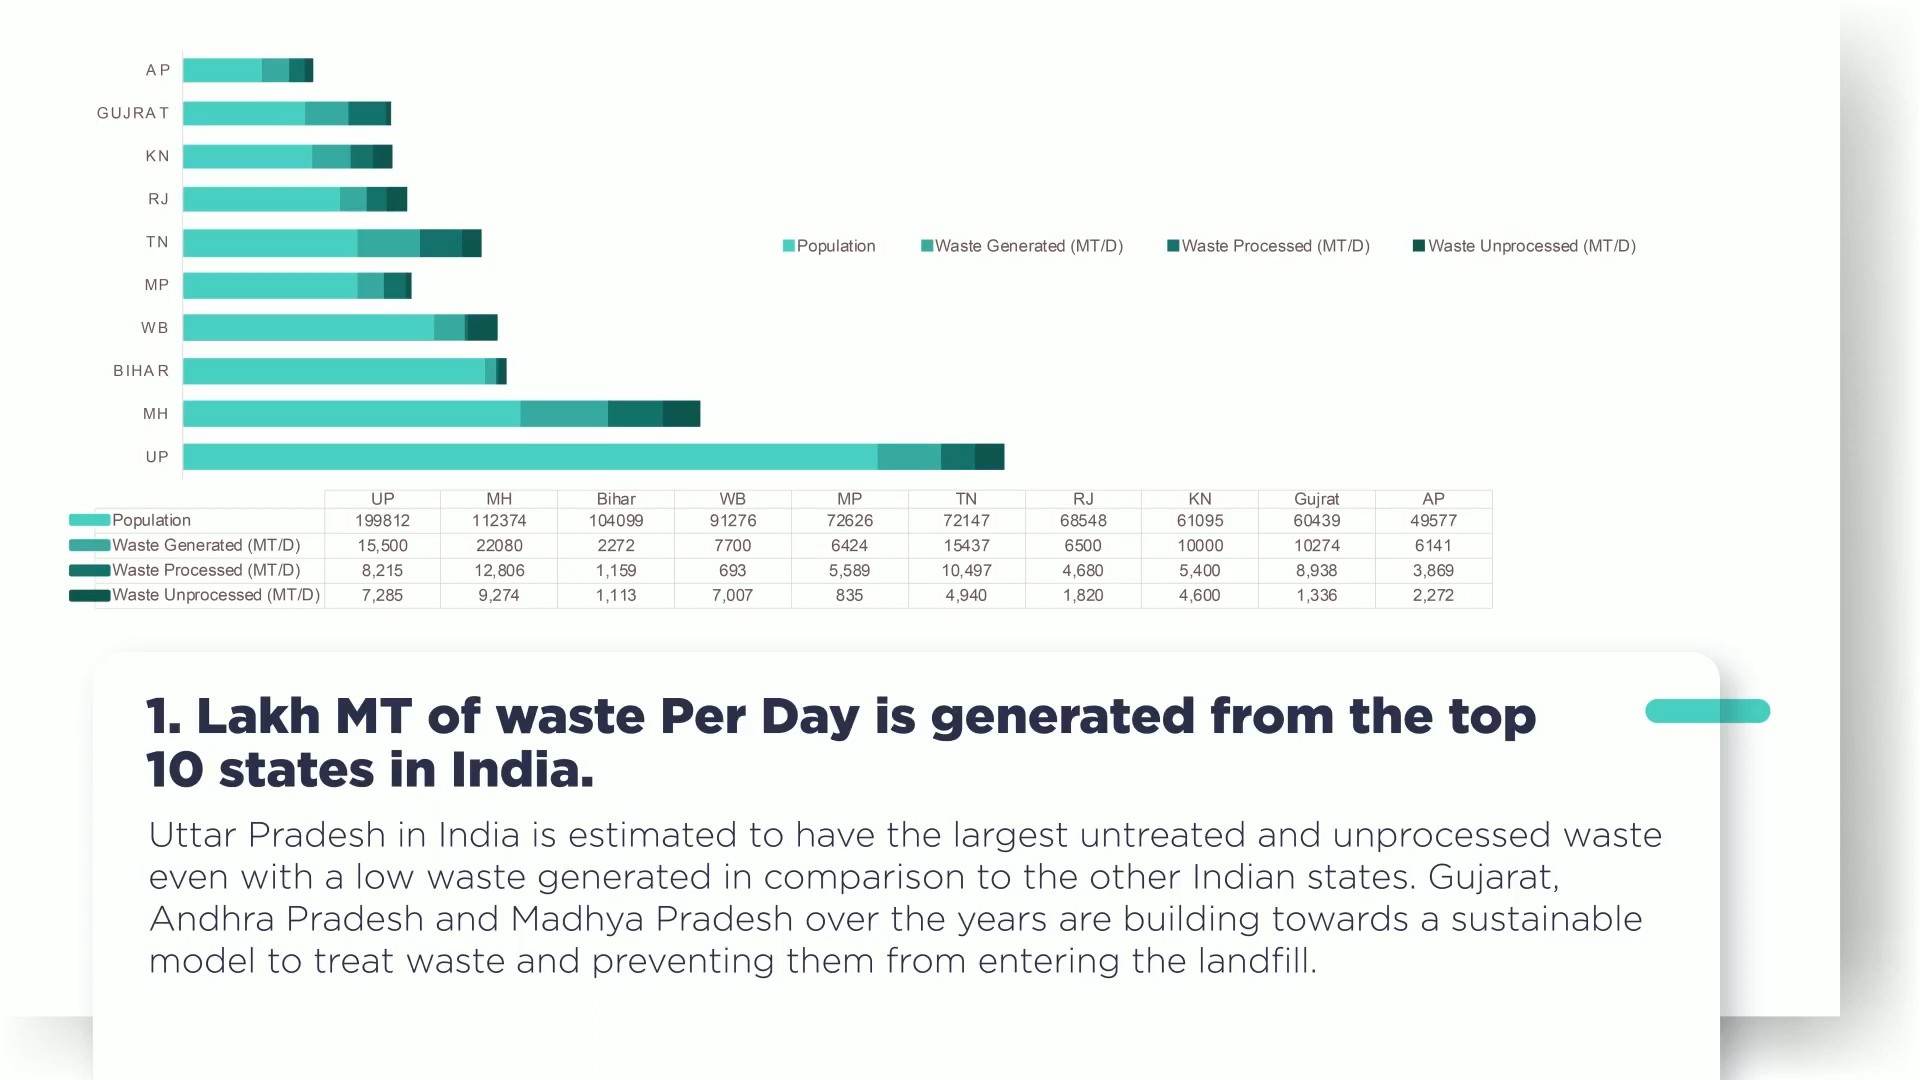 AP
GUJRAT
KN
RJ
TN
MP
WB
BIHAR
MH
UP
Population Waste Generated (MT/D) Waste Processed (MT/D) Waste Unprocessed (MT/D)
UP MH Bihar WB MP TN RJ KN Gujrat AP
Population 199812 112374 104099 91276 72626 72147 68548 61095 60439 49577
Waste Generated (MT/D) 15,500 22080 2272 7700 6424 15437 6500 10000 10274 6141
Waste Processed (MT/D) 8,215 12,806 1,159 693 5,589 10,497 4,680 5,400 8,938 3,869
Waste Unprocessed (MT/D) 7,285 9,274 1,113 7,007 835 4,940 1,820 4,600 1,336 2,272
1. Lakh MT of waste Per Day is generated from the top
10 states in India.
Uttar Pradesh in India is estimated to have the largest untreated and unprocessed waste
even with a low waste generated in comparison to the other Indian states. Gujarat,
Andhra Pradesh and Madhya Pradesh over the years are building towards a sustainable
model to treat waste and preventing them from entering the landfill.